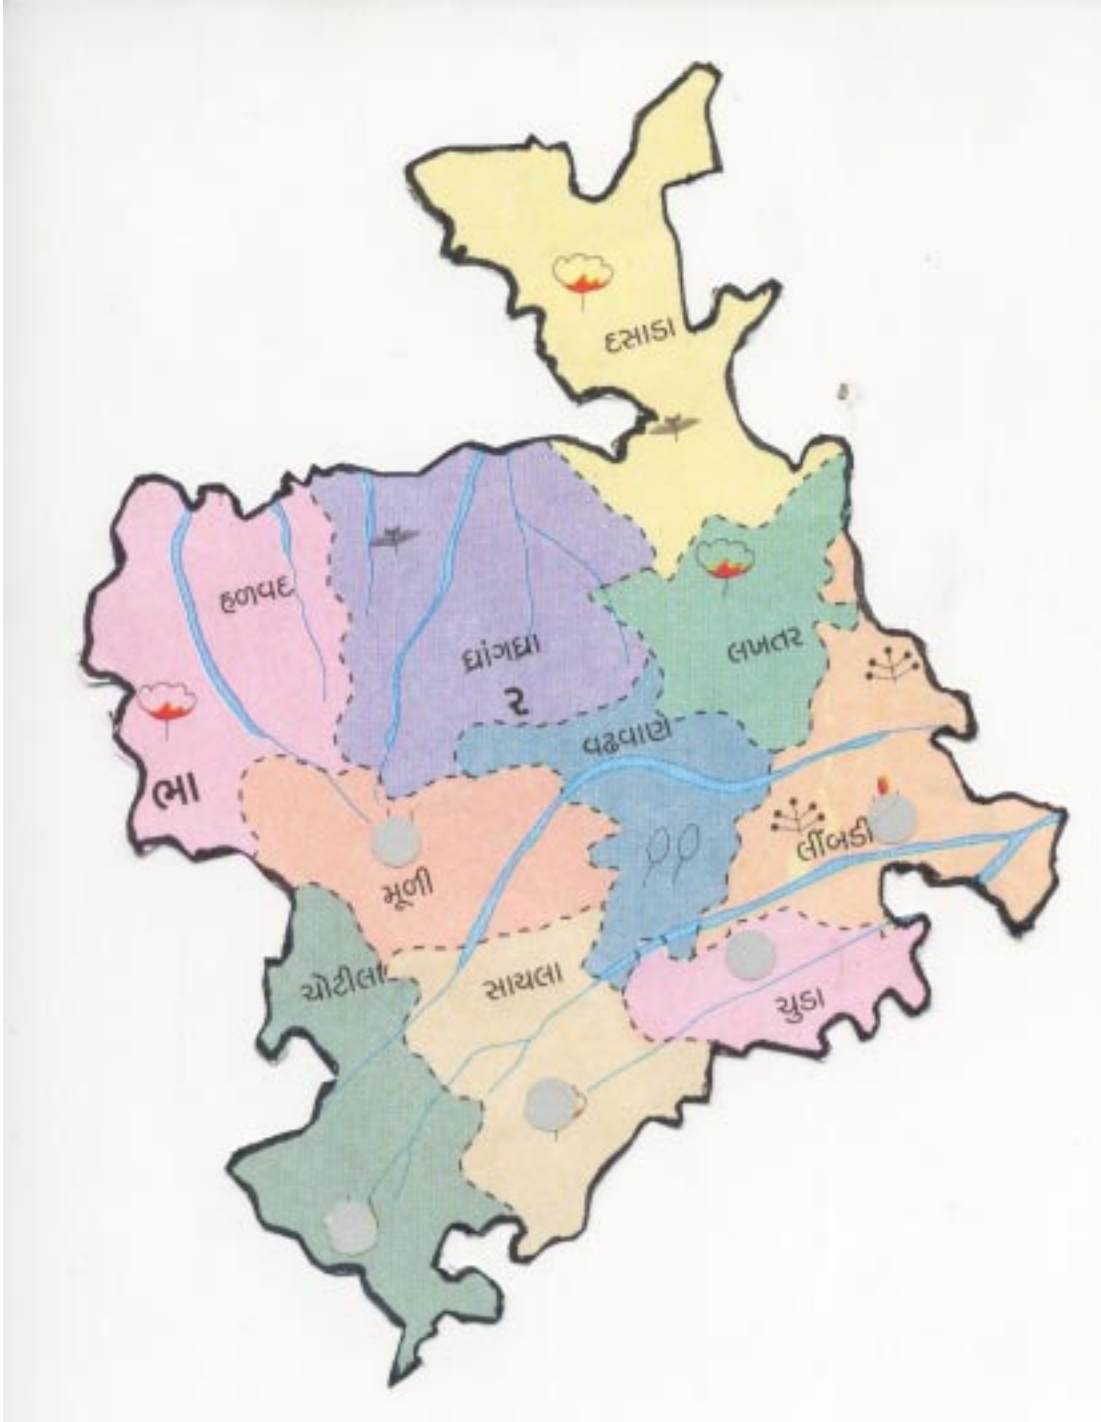 દસાડા
હળવદ
ધ્રાંગધ્રા
૨
લખતર
વઢવાણ
ભા
લીંબડી
મૂળી
ચોટીલા
સાયલા
ચુડા